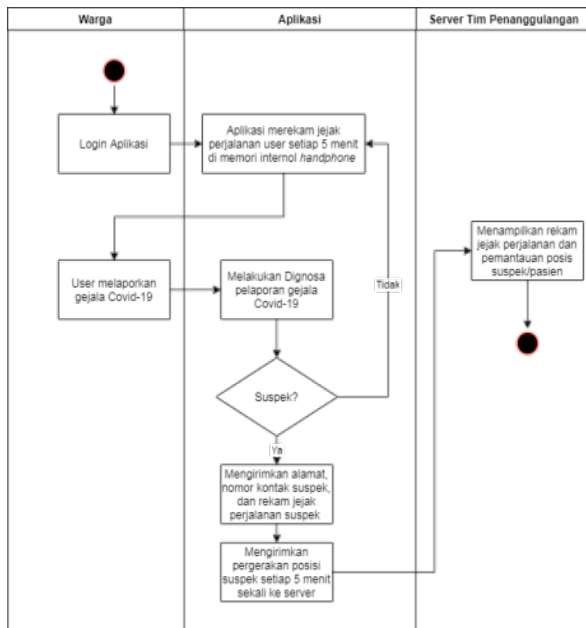 Warga
Aplikasi
Server Tim Penanggulangan
Login Aplikasi
Aplikasi merekam jejak
perjalanan user setiap 5 menit
di memori internol handphone
User melaporkan
gejala Covid-19
Melakukan Dignosa
pelaporan gejala
Covid-19
Tidak
Menampilkan rekam
jejak perjalanan dan
pemantauan posis
suspek/pasien
Suspek?
Ya
Mengirimkan alamat,
nomor kontak suspek,
dan rekam jejak
perjalanan suspek
Mengirimkan
pergerakan posisi
suspek setiap 5 menit
sekali ke server